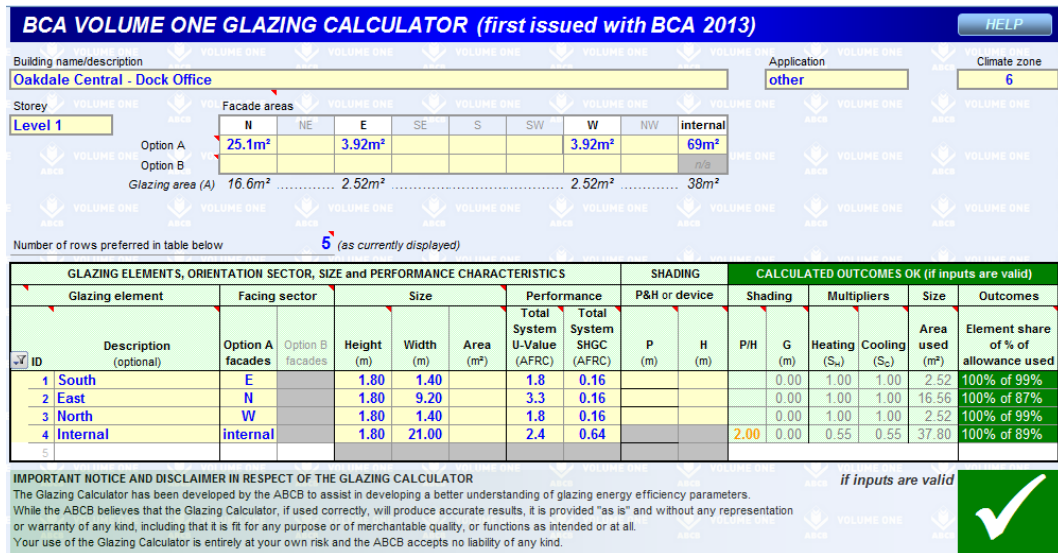 BCA VOLUME ONE GLAZING CALCULATOR (first issued with BCA 2013) HELP
Building name/description Application Climate zone
Oakdale Central - Dock Office other 6
Storey Facade areas
Level 1 N NE E SE S SW W NW internal
Option A 25.1m² 3.92m² 3.92m² 69m²
Option B n/a
Glazing area (A) 16.6m² 2.52m² 2.52m² 38m²
Number of rows preferred in table below 5 (as currently displayed)
GLAZING ELEMENTS, ORIENTATION SECTOR, SIZE and PERFORMANCE CHARACTERISTICS SHADING CALCULATED OUTCOMES OK (if inputs are valid)
Glazing element Facing sector Size Performance P&H or device Shading Multipliers Size Outcomes
ID Description (optional) Option A facades Option B facades Height (m) Width (m) Area (m²) Total System U-Value (AFRC) Total System SHGC (AFRC) P (m) H (m) P/H G (m) Heating (SH) Cooling (SC) Area used (m²) Element share of % of allowance used
1 South E 1.80 1.40 1.8 0.16 0.00 1.00 1.00 2.52 100% of 99%
2 East N 1.80 9.20 3.3 0.16 0.00 1.00 1.00 16.56 100% of 87%
3 North W 1.80 1.40 1.8 0.16 0.00 1.00 1.00 2.52 100% of 99%
4 Internal internal 1.80 21.00 2.4 0.64 2.00 0.00 0.55 0.55 37.80 100% of 89%
5
IMPORTANT NOTICE AND DISCLAIMER IN RESPECT OF THE GLAZING CALCULATOR if inputs are valid
The Glazing Calculator has been developed by the ABCB to assist in developing a better understanding of glazing energy efficiency parameters.
While the ABCB believes that the Glazing Calculator, if used correctly, will produce accurate results, it is provided "as is" and without any representation
or warranty of any kind, including that it is fit for any purpose or of merchantable quality, or functions as intended or at all.
Your use of the Glazing Calculator is entirely at your own risk and the ABCB accepts no liability of any kind.